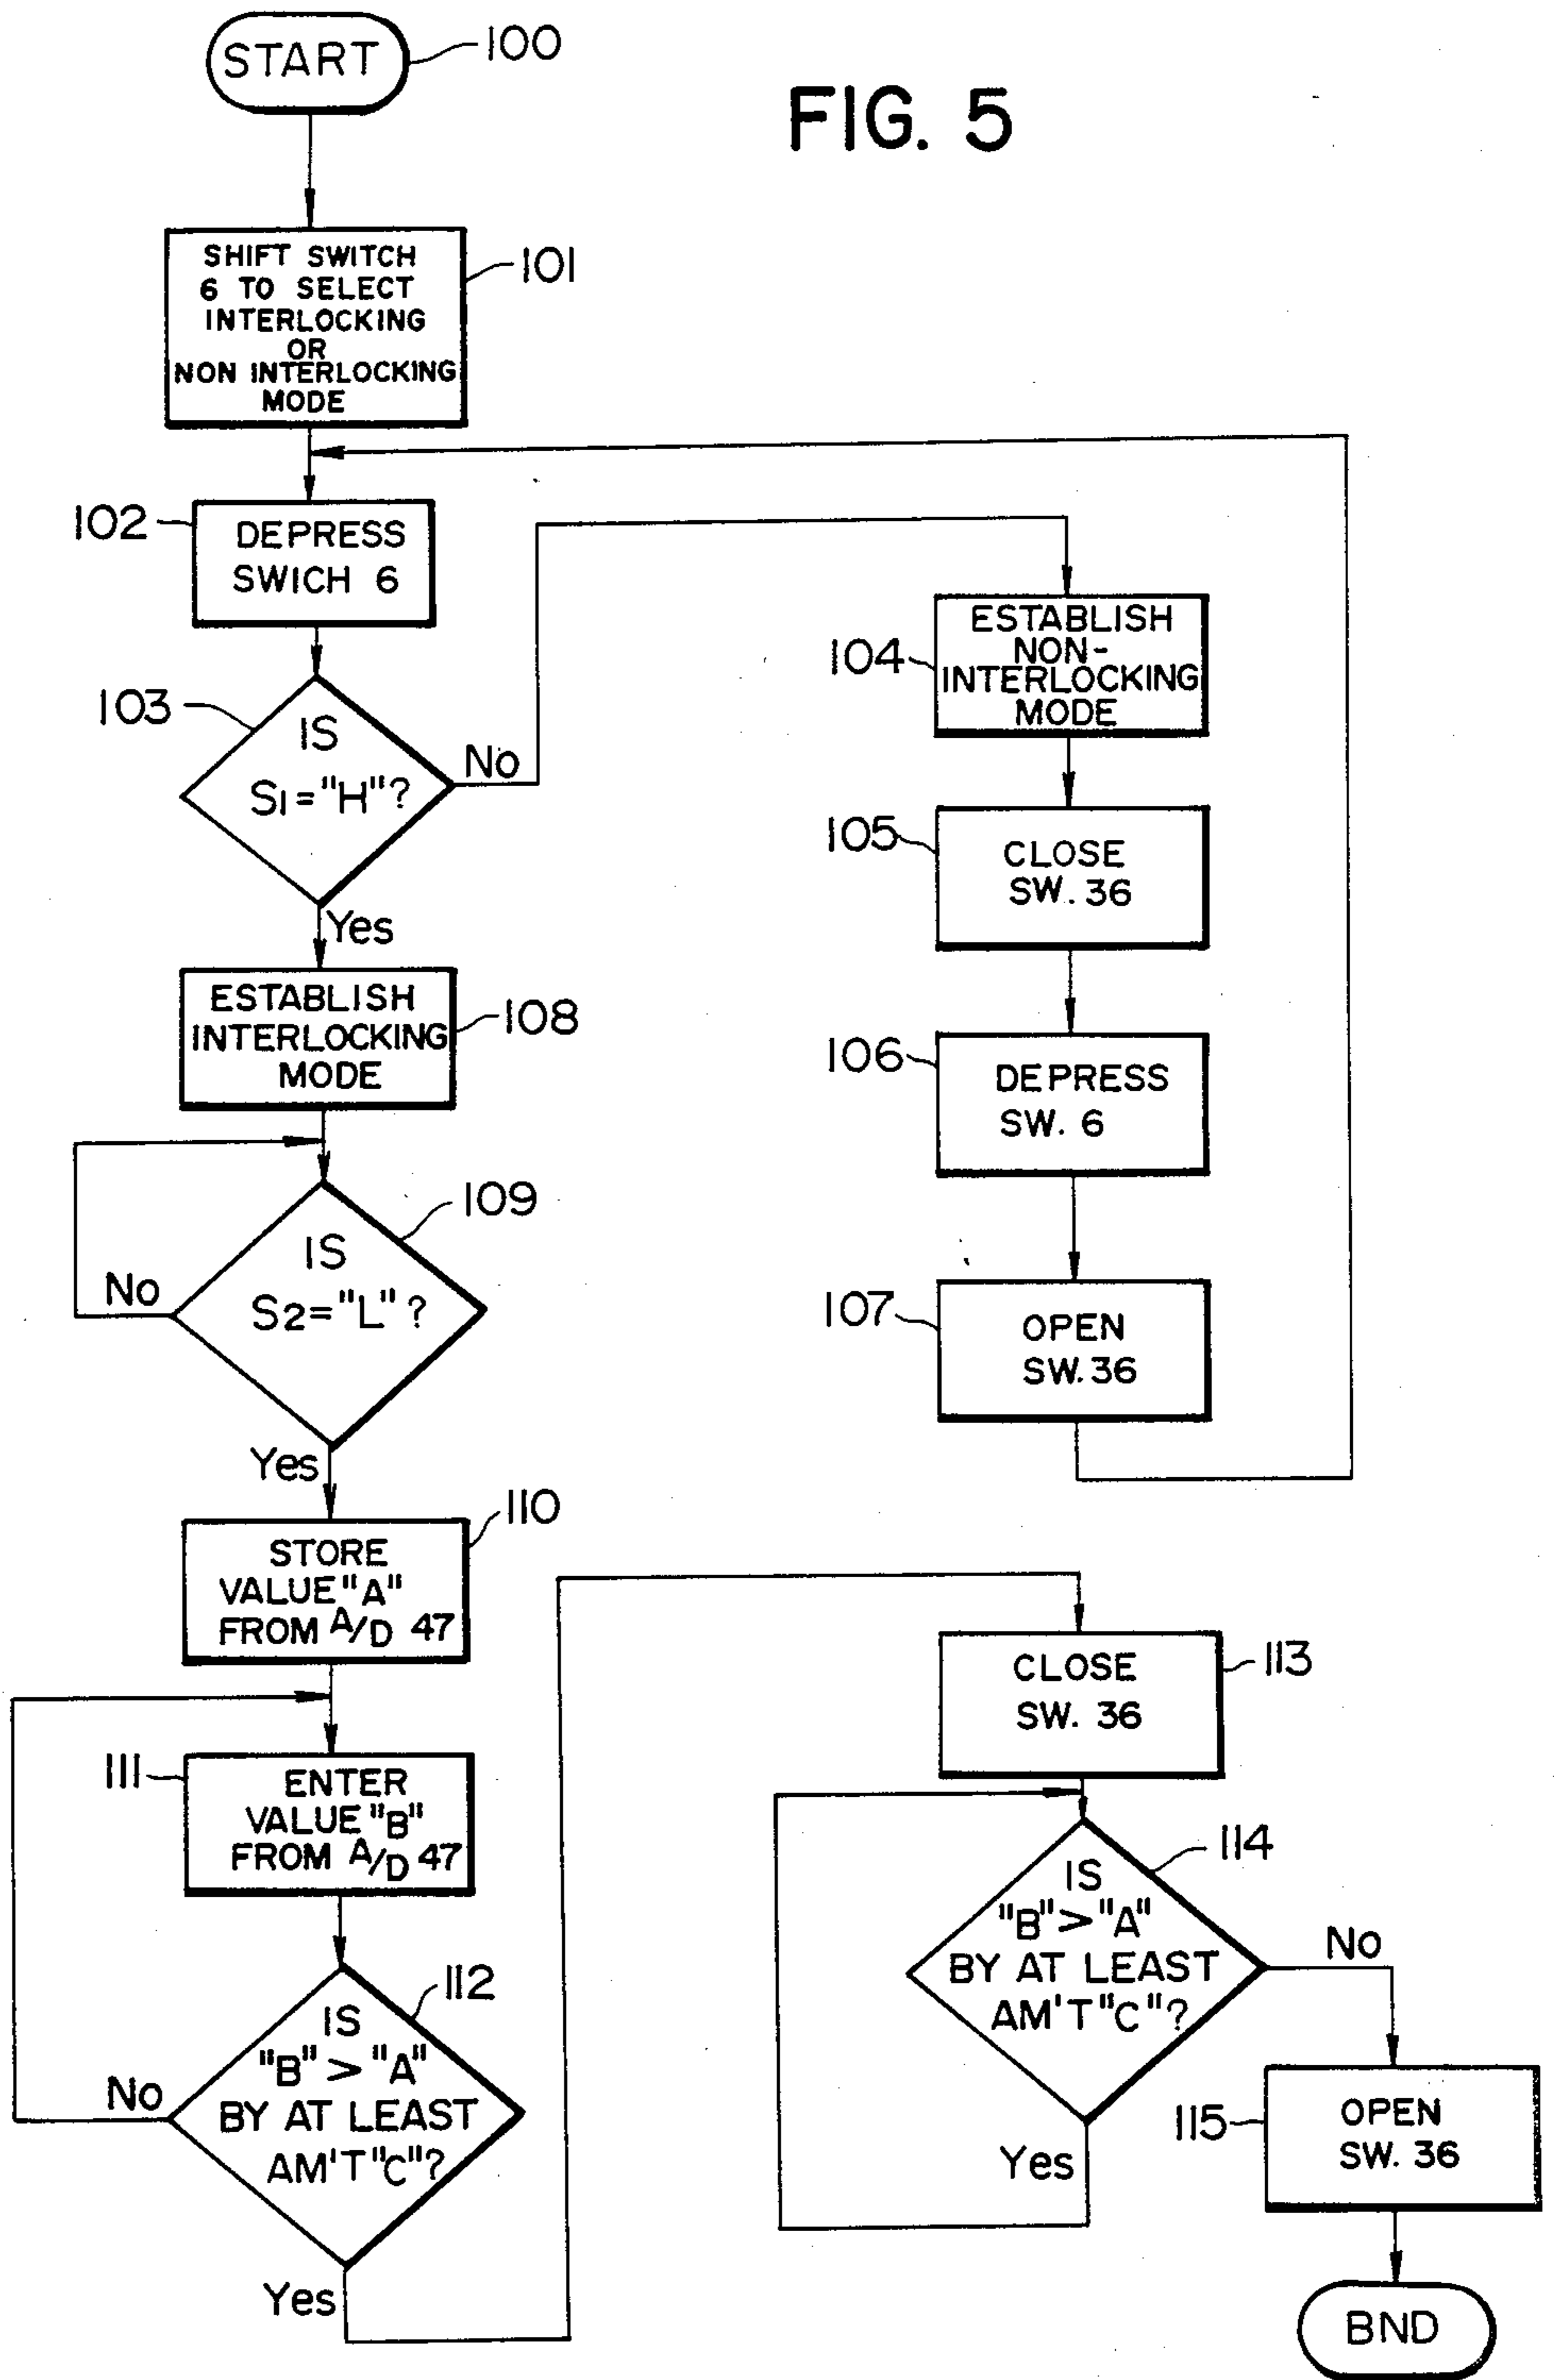 START
100
FIG. 5
SHIFT SWITCH
6 TO SELECT
INTERLOCKING
OR
NON INTERLOCKING
MODE
101
102
DEPRESS
SWICH 6
103
IS
S1="H"?
No
Yes
104
ESTABLISH
NON-
INTERLOCKING
MODE
105
CLOSE
SW. 36
106
DEPRESS
SW. 6
107
OPEN
SW. 36
ESTABLISH
INTERLOCKING
MODE
108
109
IS
S2="L"?
No
Yes
110
STORE
VALUE "A"
FROM A/D 47
111
ENTER
VALUE "B"
FROM A/D 47
112
IS
"B" > "A"
BY AT LEAST
AM'T "C"?
No
Yes
CLOSE
SW. 36
113
114
IS
"B" > "A"
BY AT LEAST
AM'T "C"?
No
Yes
115
OPEN
SW. 36
BND